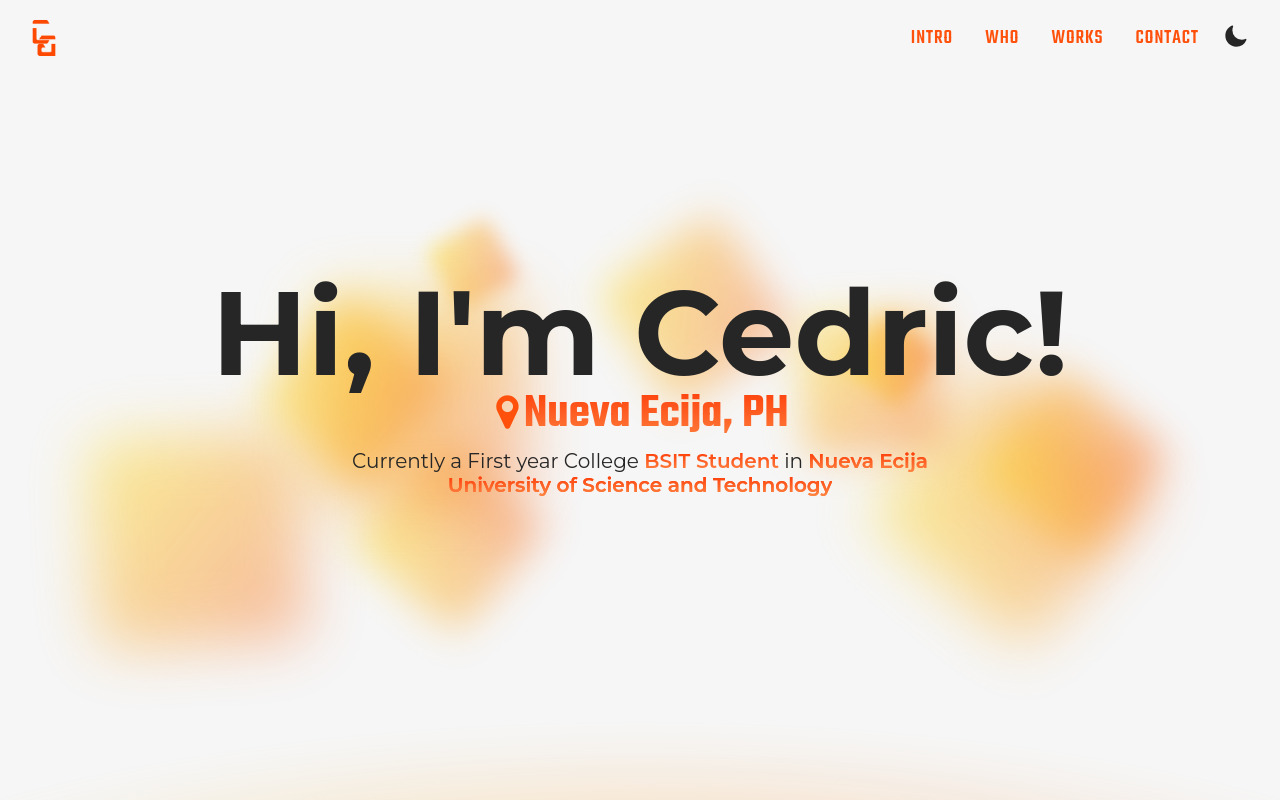 INTRO WHO WORKS CONTACT
Hi, I'm Cedric!
Nueva Ecija, PH
Currently a First year College BSIT Student in Nueva Ecija
University of Science and Technology